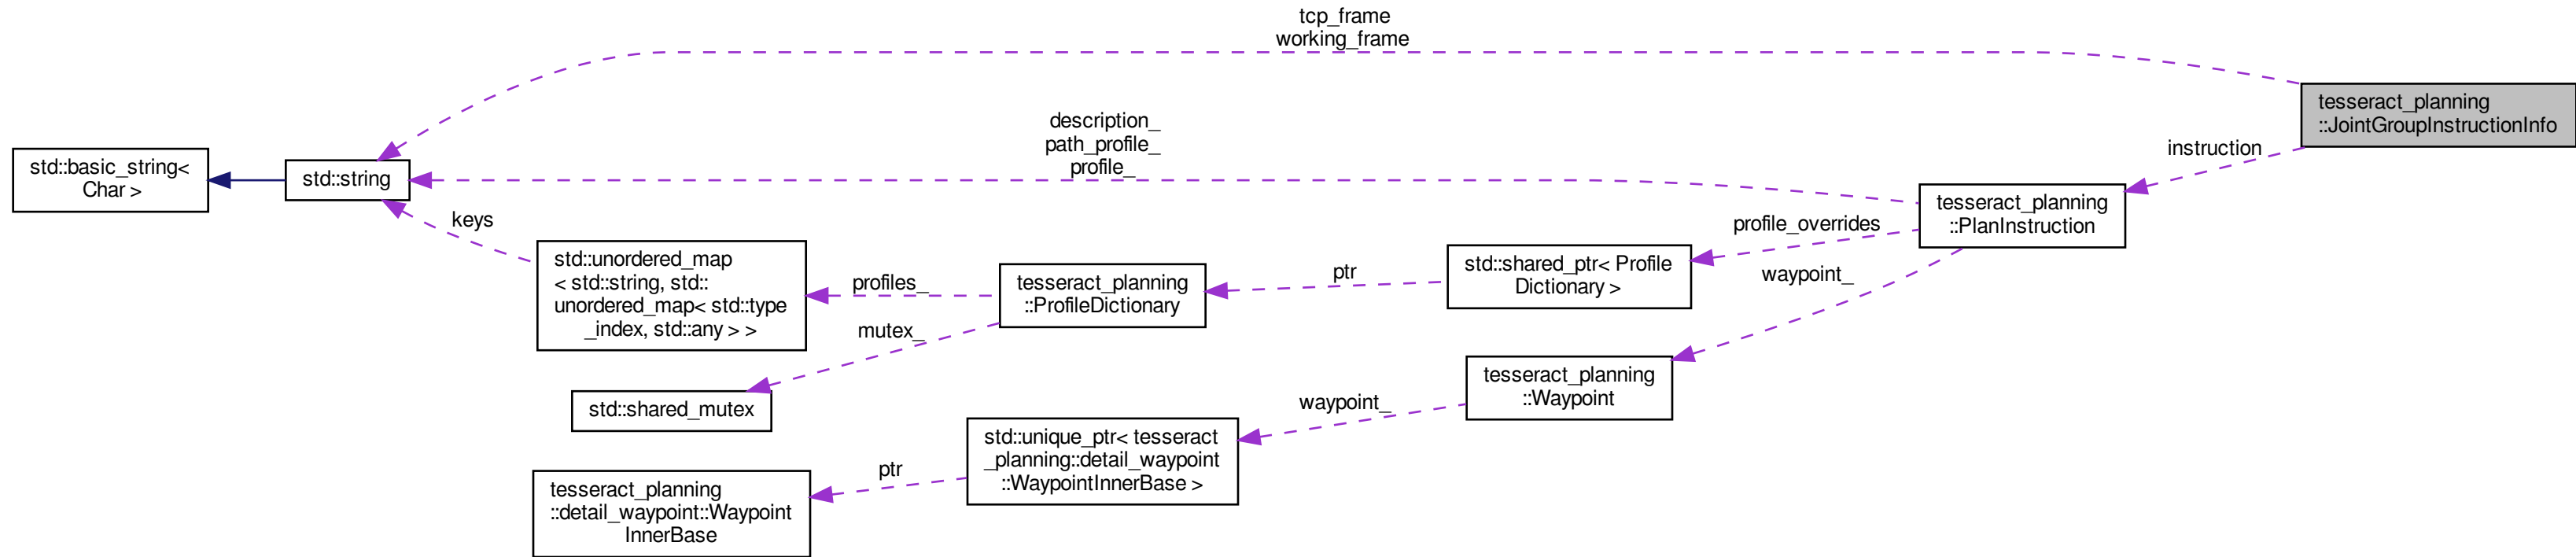 tcp_frame
working_frame
tesseract_planning
::JointGroupInstructionInfo
description_
path_profile_
profile_
instruction
std::basic_string<
Char >
std::string
keys
tesseract_planning
::PlanInstruction
profile_overrides
waypoint_
std::unordered_map
< std::string, std::
unordered_map< std::type
_index, std::any > >
profiles_
mutex_
tesseract_planning
::ProfileDictionary
ptr
std::shared_ptr< Profile
Dictionary >
std::shared_mutex
tesseract_planning
::Waypoint
waypoint_
std::unique_ptr< tesseract
_planning::detail_waypoint
::WaypointInnerBase >
ptr
tesseract_planning
::detail_waypoint::Waypoint
InnerBase